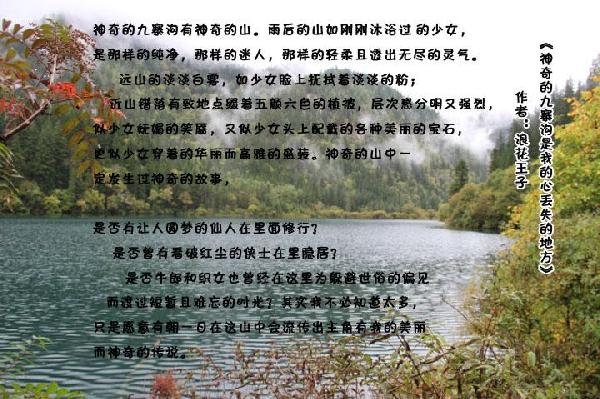 《神奇的九寨沟是我的心丢失的地方》
作者：浪花王子
神奇的九寨沟有神奇的山。雨后的山如刚刚沐浴过的少女，
是那样的纯净，那样的迷人，那样的轻柔且透出无尽的灵气。
远山的淡淡白雾，如少女脸上抚拭着淡淡的粉；
近山错落有致地点缀着五颜六色的植被，层次感分明又强烈，
似少女妩媚的笑靥，又似少女头上配戴的各种美丽的宝石，
更似少女穿着的华丽而高雅的盛装。神奇的山中一
定发生过神奇的故事，
是否有让人圆梦的仙人在里面修行？
是否曾有看破红尘的侠士在里隐居？
是否牛郎和织女也曾经在这里为躲避世俗的偏见
而渡过短暂且难忘的时光？其实我不必知道太多，
只是愿意有朝一日在这山中会流传出主角有我的美丽
而神奇的传说。